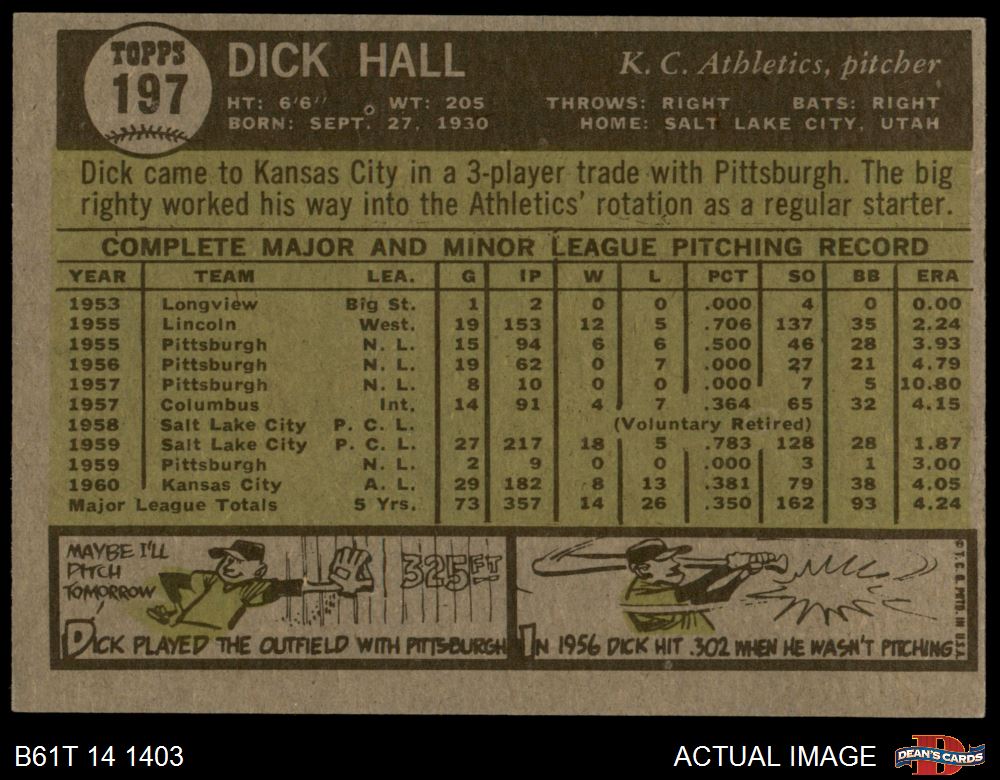 TOPPS
197
DICK HALL
K. C. Athletics, pitcher
HT: 6'6" WT: 205
THROWS: RIGHT BATS: RIGHT
BORN: SEPT. 27, 1930
HOME: SALT LAKE CITY, UTAH
Dick came to Kansas City in a 3-player trade with Pittsburgh. The big
righty worked his way into the Athletics' rotation as a regular starter.
COMPLETE MAJOR AND MINOR LEAGUE PITCHING RECORD
YEAR TEAM LEA. G IP W L PCT SO BB ERA
1953 Longview Big St. 1 2 0 0 .000 4 0 0.00
1955 Lincoln West. 19 153 12 5 .706 137 35 2.24
1955 Pittsburgh N. L. 15 94 6 6 .500 46 28 3.93
1956 Pittsburgh N. L. 19 62 0 7 .000 27 21 4.79
1957 Pittsburgh N. L. 8 10 0 0 .000 7 5 10.80
1957 Columbus Int. 14 91 4 7 .364 65 32 4.15
1958 Salt Lake City P. C. L. (Voluntary Retired)
1959 Salt Lake City P. C. L. 27 217 18 5 .783 128 28 1.87
1959 Pittsburgh N. L. 2 9 0 0 .000 3 1 3.00
1960 Kansas City A. L. 29 182 8 13 .381 79 38 4.05
Major League Totals 5 Yrs. 73 357 14 26 .350 162 93 4.24
MAYBE I'LL
PITCH
TOMORROW
325 FT
DICK PLAYED THE OUTFIELD WITH PITTSBURGH
IN 1956 DICK HIT .302 WHEN HE WASN'T PITCHING
© T. C. G. PRTD. IN U.S.A.
B61T 14 1403
ACTUAL IMAGE
D
DEAN'S CARDS